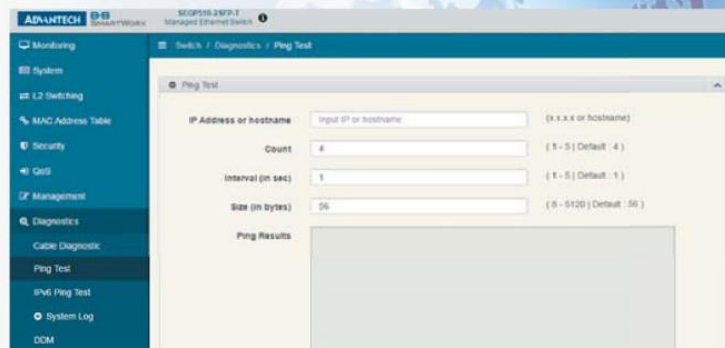 ADVANTECH B+B SMARTWORX
SEGP510-2SFP-T
Managed Ethernet Switch
Monitoring
System
L2 Switching
MAC Address Table
Security
QoS
Management
Diagnostics
Cable Diagnostic
Ping Test
IPv6 Ping Test
System Log
DDM
Switch / Diagnostics / Ping Test
Ping Test
IP Address or hostname Input IP or hostname (x.x.x.x or hostname)
Count 4 ( 1 - 5 | Default : 4 )
Interval (in sec) 1 ( 1 - 5 | Default : 1 )
Size (in bytes) 56 ( 8 - 5120 | Default : 56 )
Ping Results